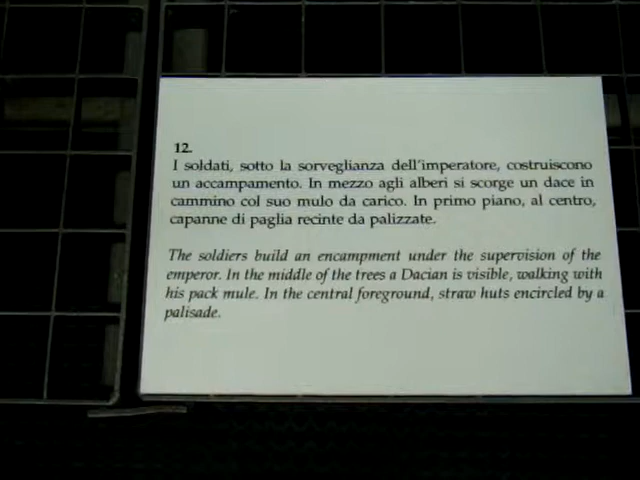 12.
I soldati, sotto la sorveglianza dell'imperatore, costruiscono
un accampamento. In mezzo agli alberi si scorge un dace in
cammino col suo mulo da carico. In primo piano, al centro,
capanne di paglia recinte da palizzate.
The soldiers build an encampment under the supervision of the
emperor. In the middle of the trees a Dacian is visible, walking with
his pack mule. In the central foreground, straw huts encircled by a
palisade.